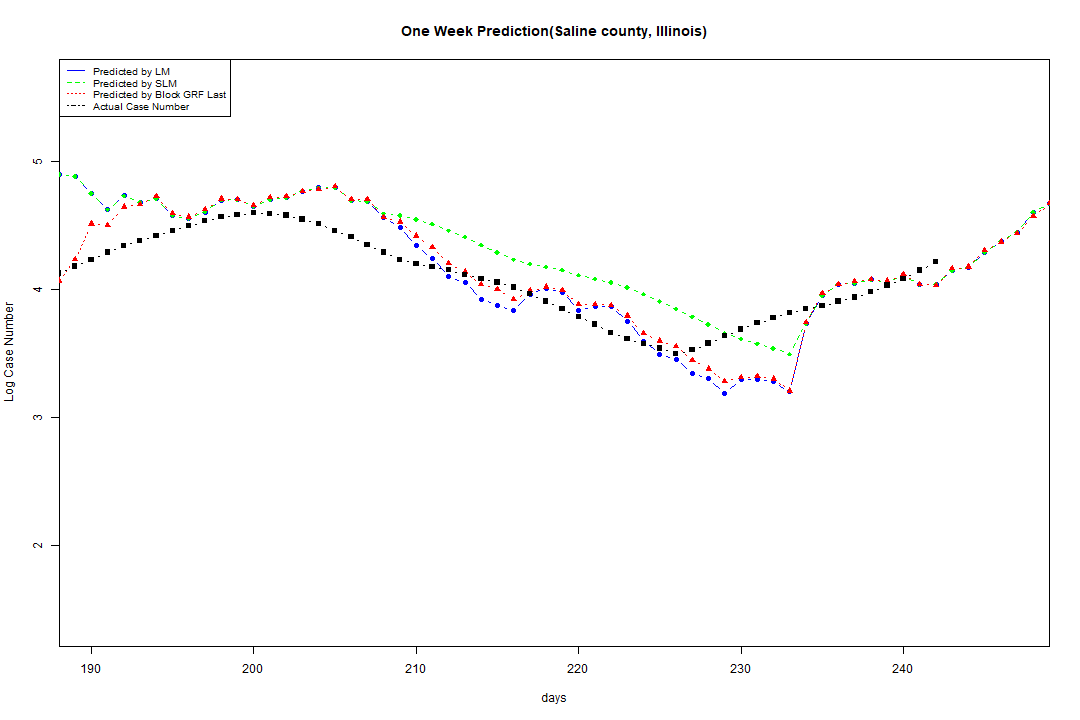 One Week Prediction(Saline county, Illinois)
Predicted by LM
Predicted by SLM
Predicted by Block GRF Last
Actual Case Number
5
4
3
2
Log Case Number
190 200 210 220 230 240
days